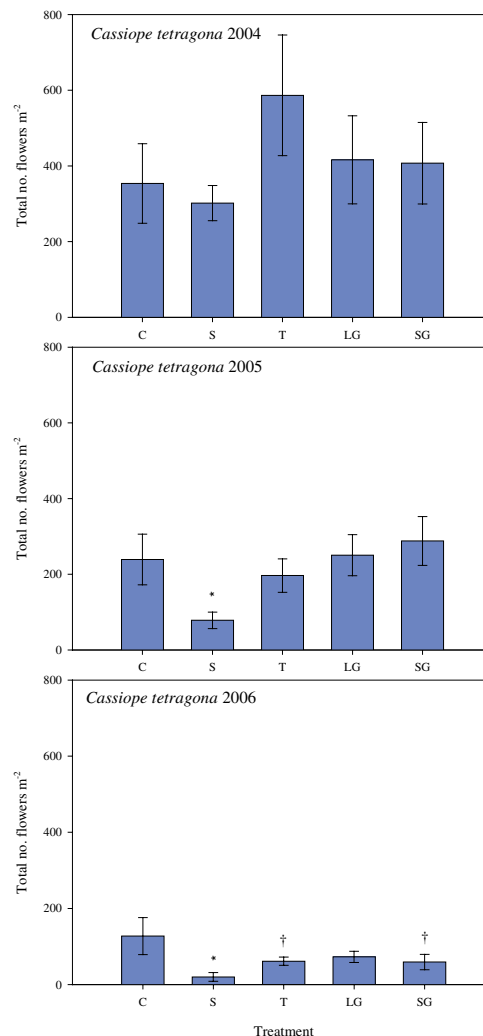 Cassiope tetragona 2004
Total no. flowers m-2
800
600
400
200
0
C S T LG SG
Cassiope tetragona 2005
Total no. flowers m-2
800
600
400
200
0
*
C S T LG SG
Cassiope tetragona 2006
Total no. flowers m-2
800
600
400
200
0
* † †
C S T LG SG
Treatment